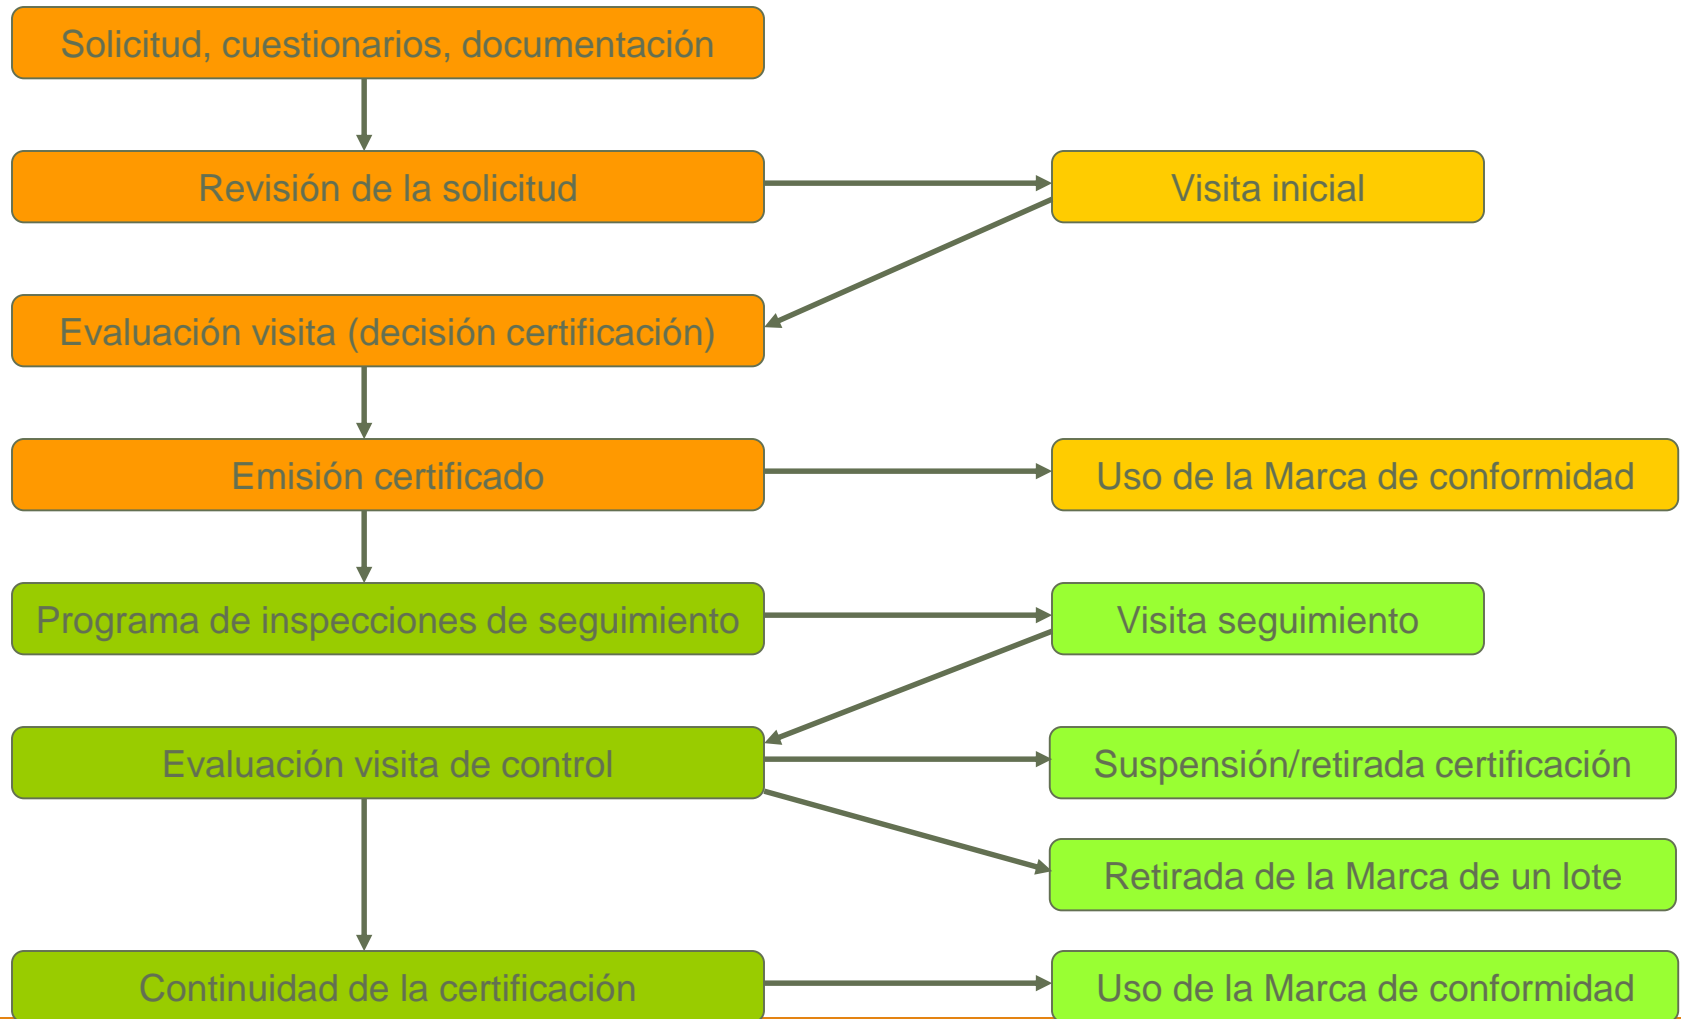 Solicitud, cuestionarios, documentación
Revisión de la solicitud
Visita inicial
Evaluación visita (decisión certificación)
Emisión certificado
Uso de la Marca de conformidad
Programa de inspecciones de seguimiento
Visita seguimiento
Evaluación visita de control
Suspensión/retirada certificación
Retirada de la Marca de un lote
Continuidad de la certificación
Uso de la Marca de conformidad